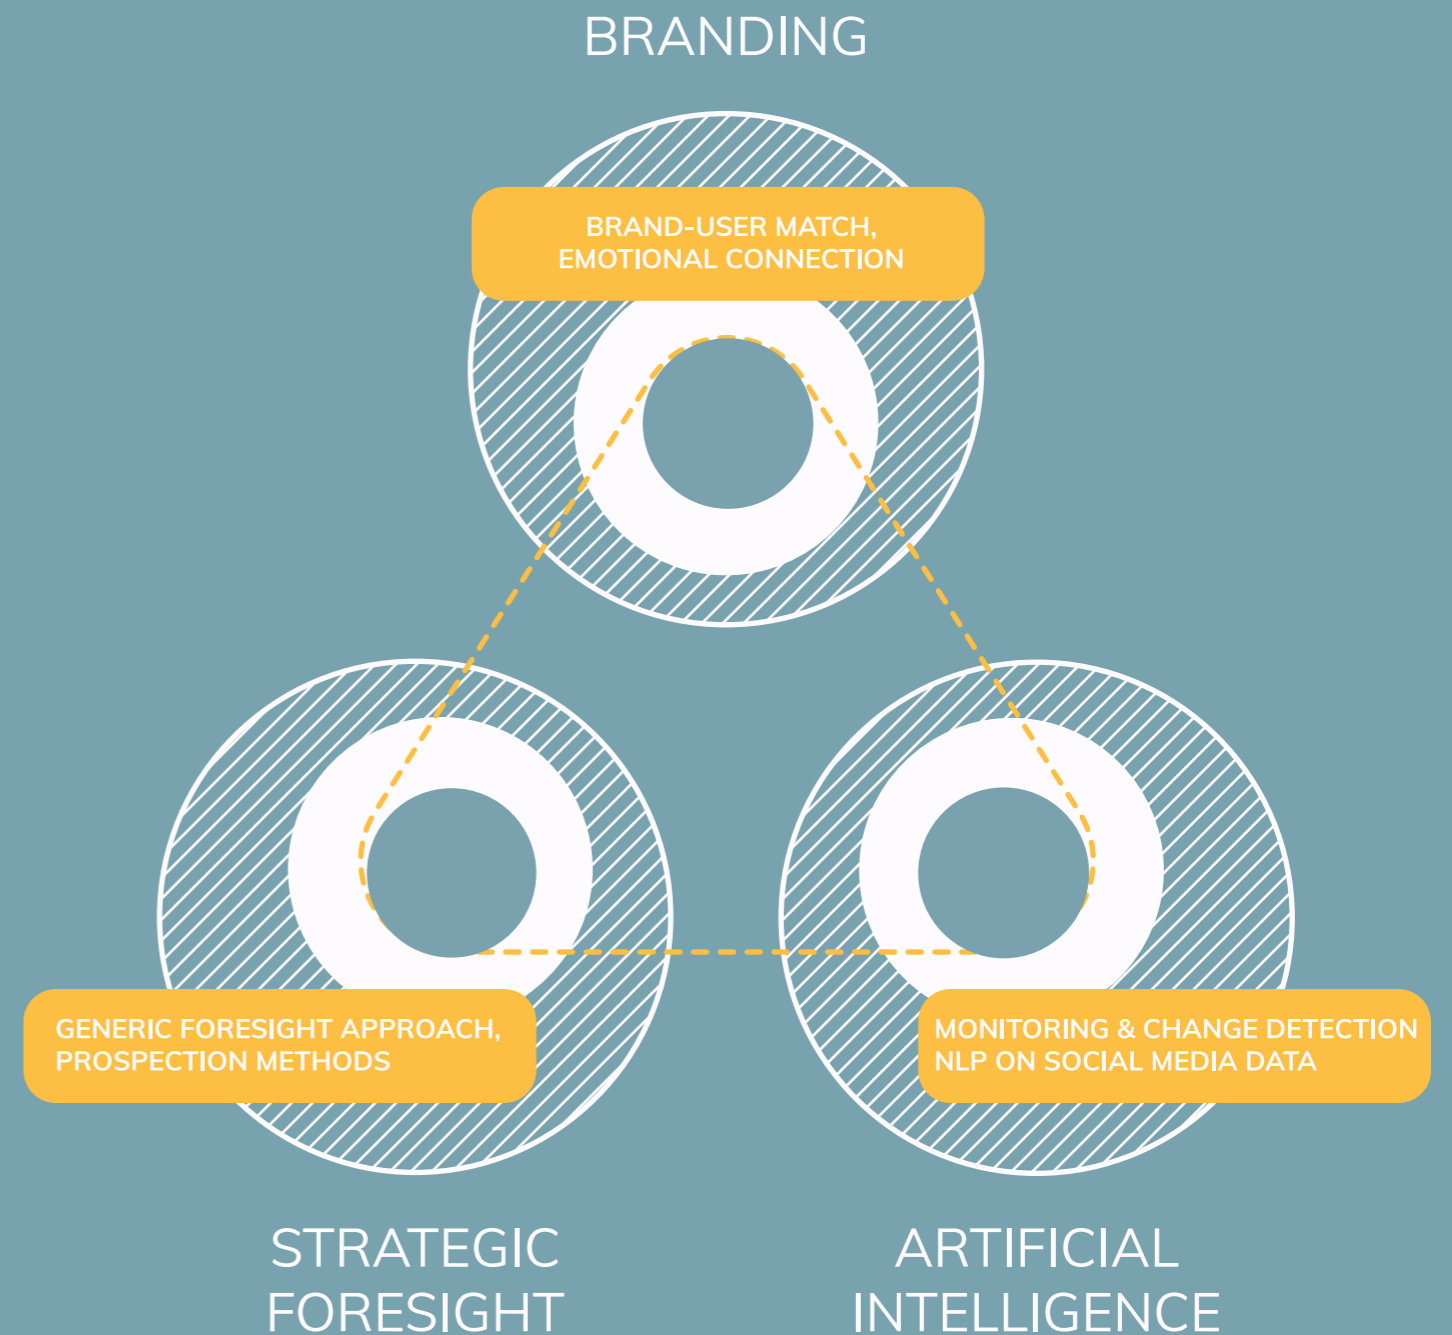 BRANDING
BRAND-USER MATCH,
EMOTIONAL CONNECTION
GENERIC FORESIGHT APPROACH,
PROSPECTION METHODS
MONITORING & CHANGE DETECTION
NLP ON SOCIAL MEDIA DATA
STRATEGIC
FORESIGHT
ARTIFICIAL
INTELLIGENCE